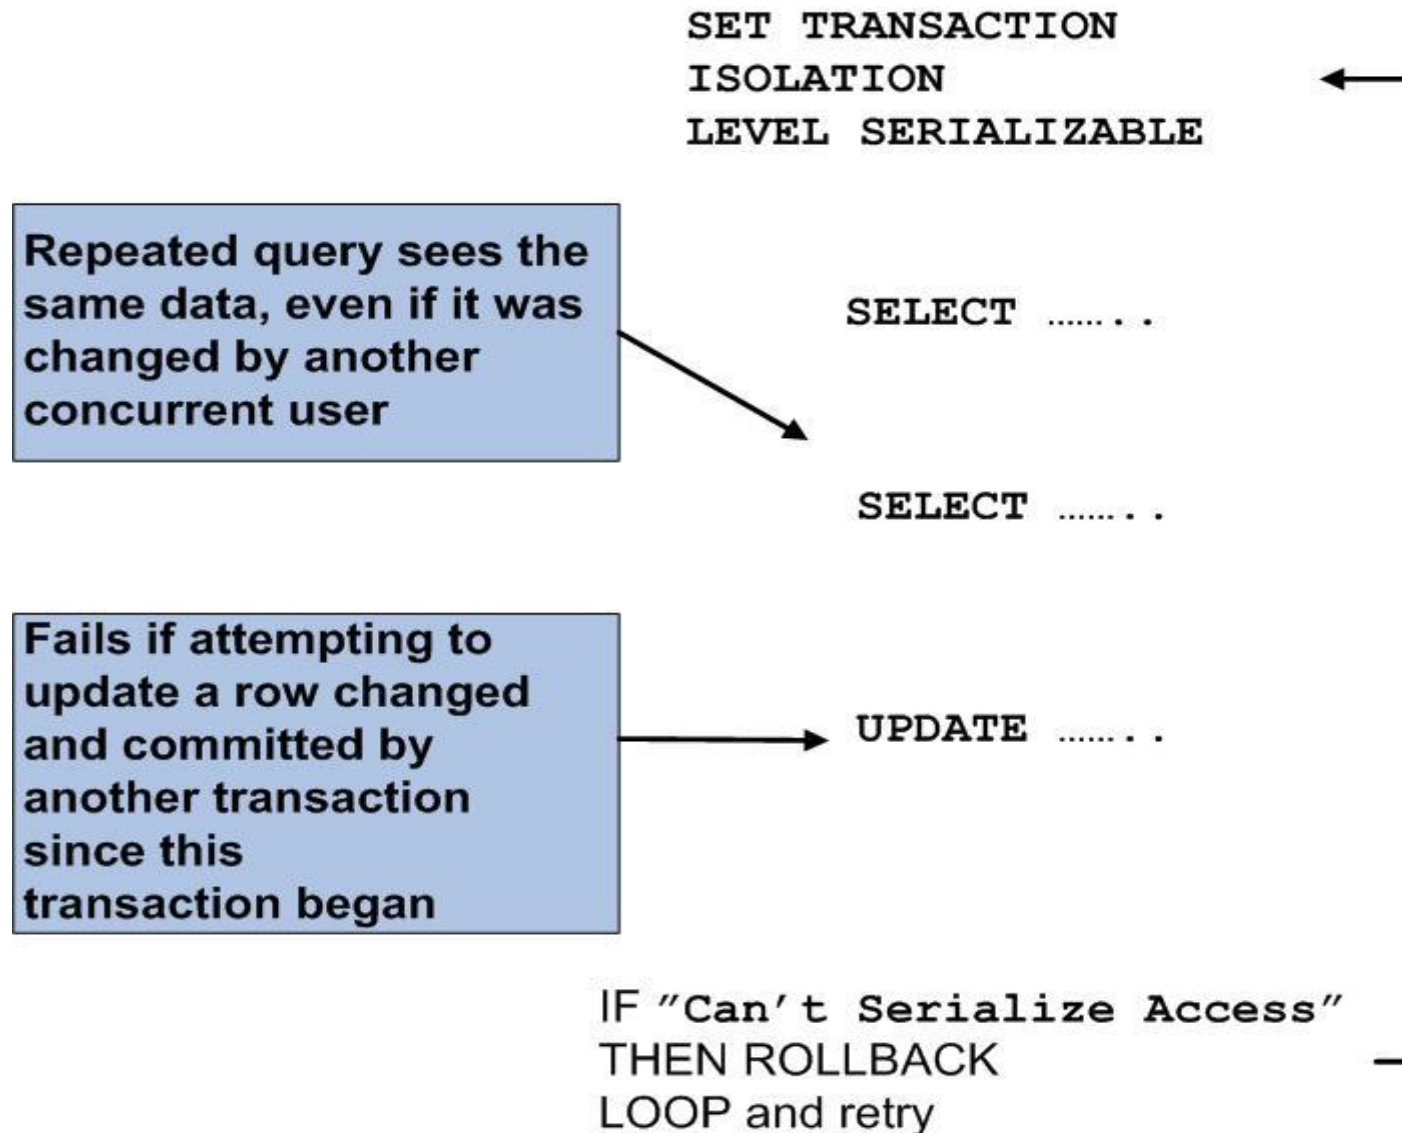 SET TRANSACTION
ISOLATION
LEVEL SERIALIZABLE
Repeated query sees the
same data, even if it was
changed by another
concurrent user
SELECT ........
SELECT ........
Fails if attempting to
update a row changed
and committed by
another transaction
since this
transaction began
UPDATE ........
IF "Can't Serialize Access"
THEN ROLLBACK
LOOP and retry